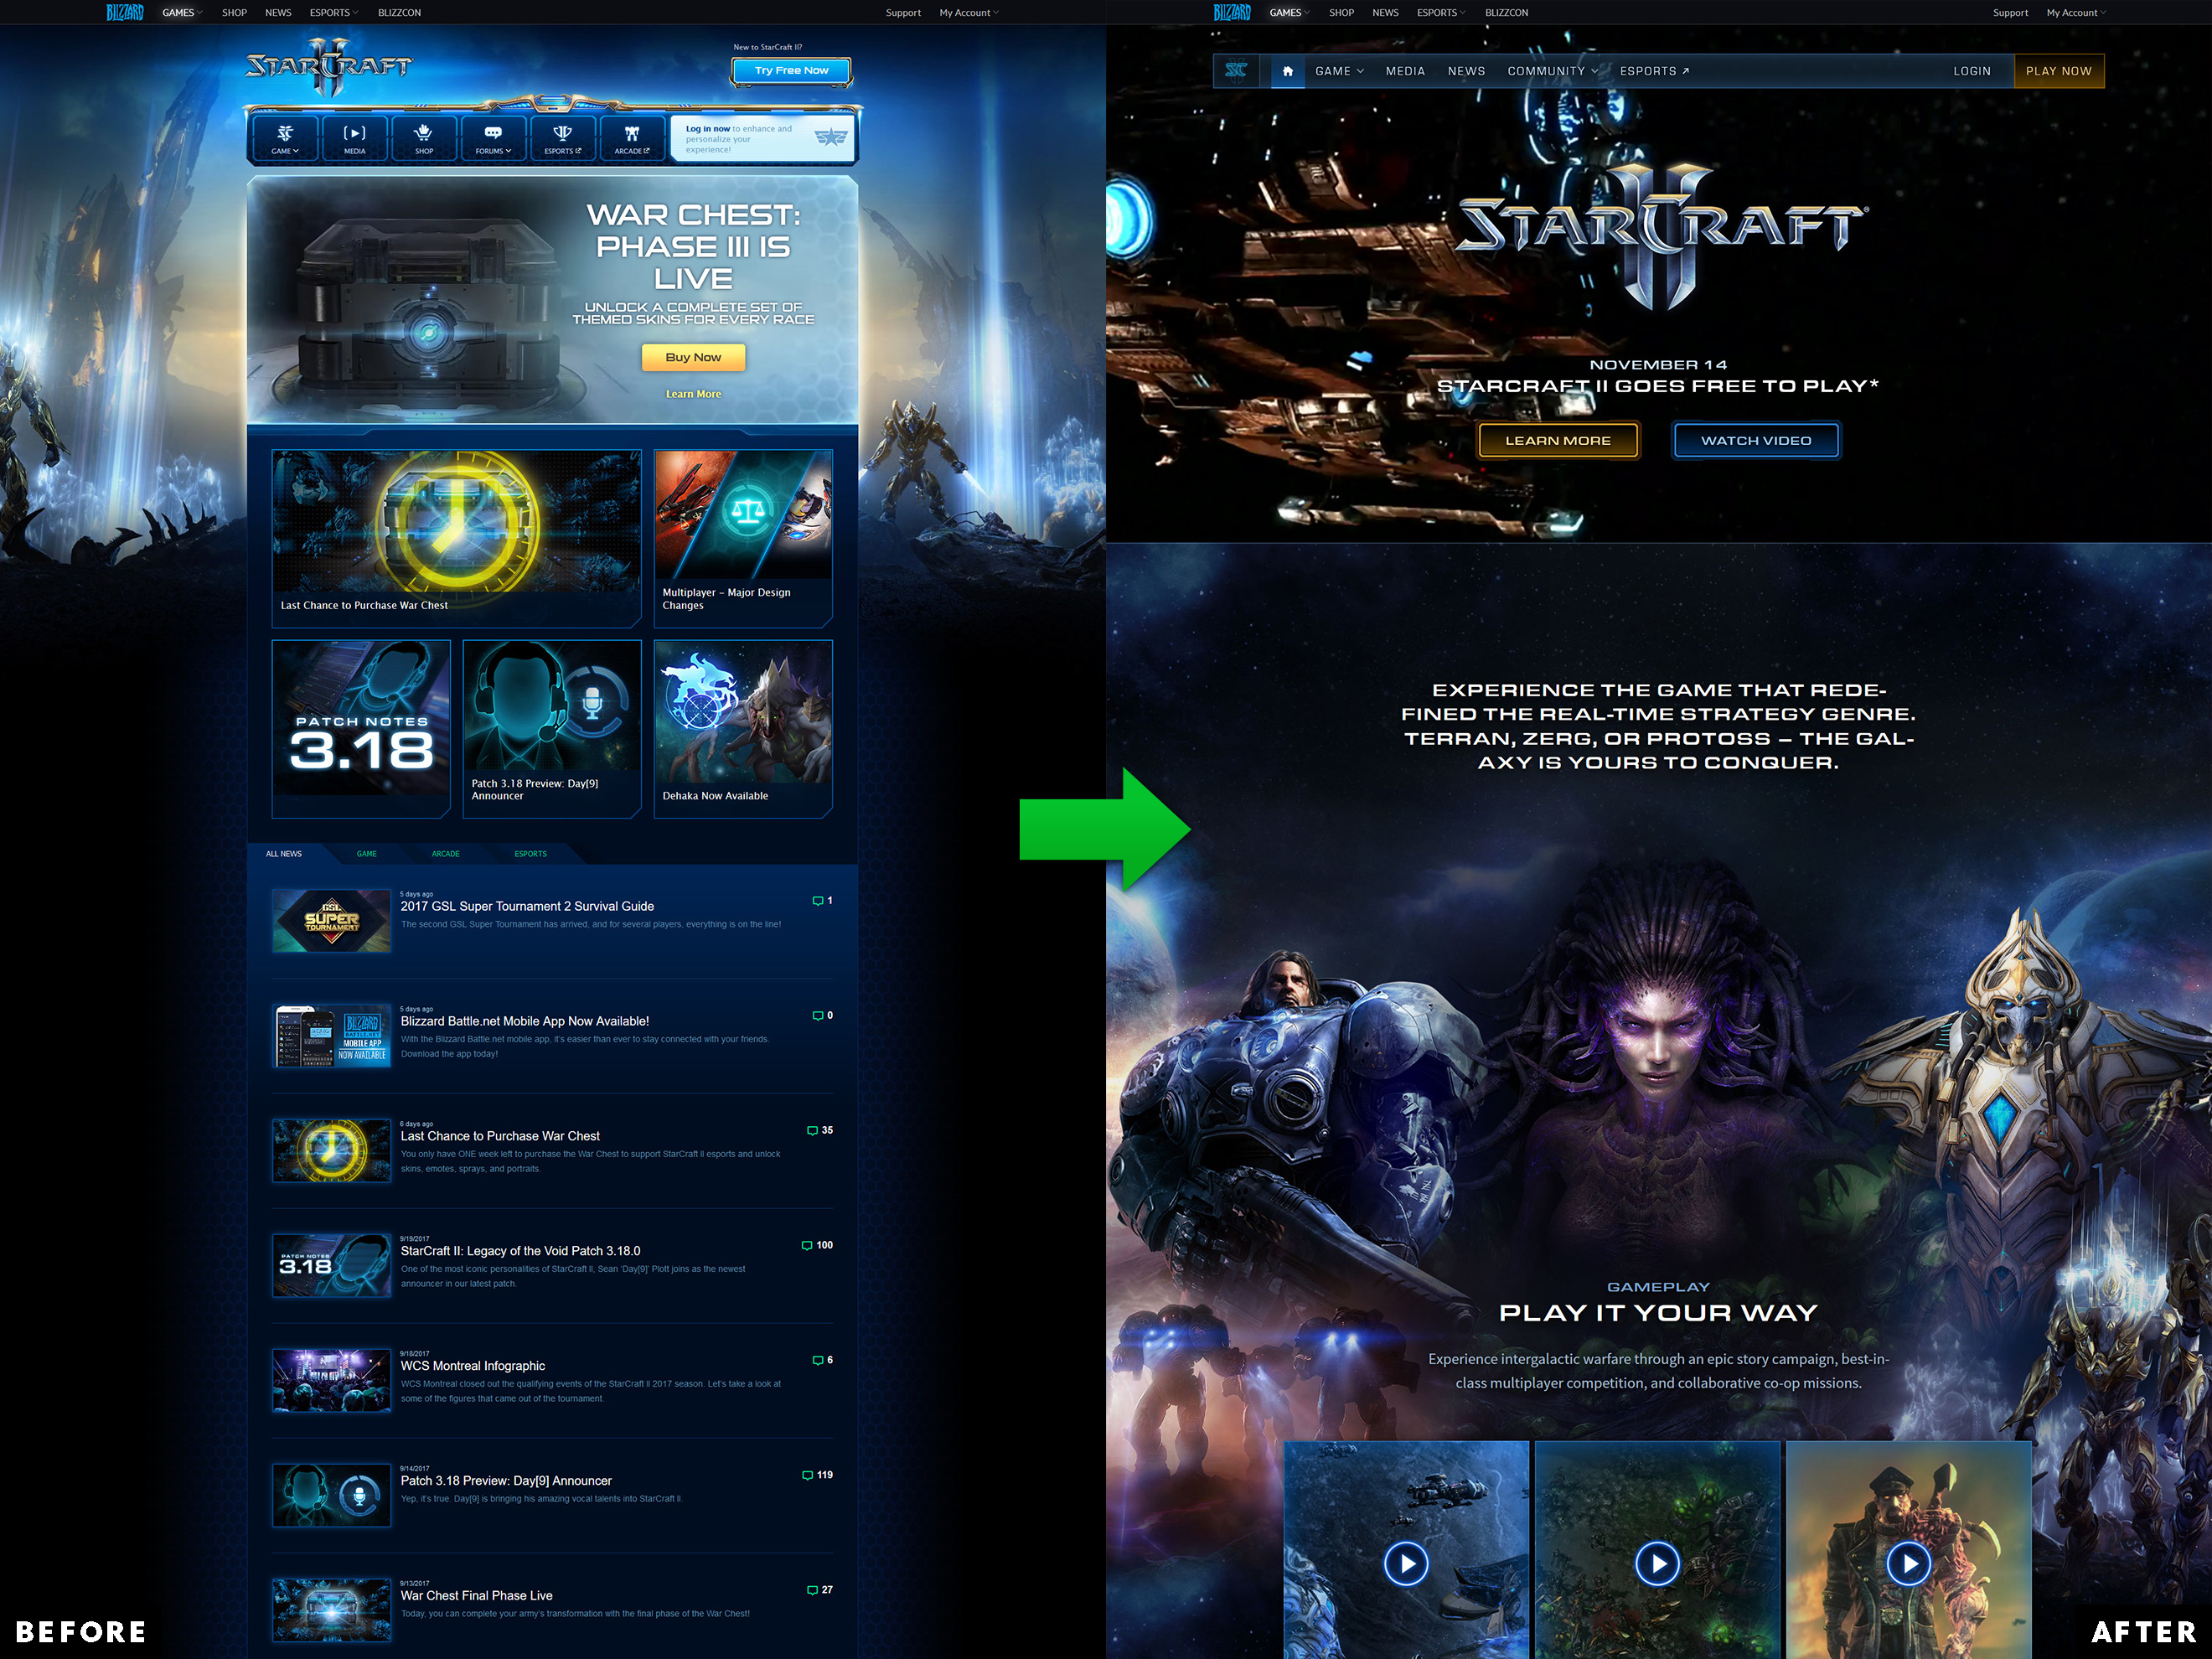 BLIZZARD
GAMES
SHOP
NEWS
ESPORTS
BLIZZCON
Support
My Account
STARCRAFT II
New to StarCraft II?
Try Free Now
GAME
MEDIA
SHOP
FORUMS
ESPORTS
ARCADE
Log in now to enhance and
personalize your
experience!
WAR CHEST:
PHASE III IS
LIVE
UNLOCK A COMPLETE SET OF
THEMED SKINS FOR EVERY RACE
Buy Now
Learn More
Last Chance to Purchase War Chest
Multiplayer – Major Design
Changes
PATCH NOTES
3.18
Patch 3.18 Preview: Day[9]
Announcer
Dehaka Now Available
ALL NEWS
GAME
ARCADE
ESPORTS
GSL
SUPER
TOURNAMENT
5 days ago
2017 GSL Super Tournament 2 Survival Guide
The second GSL Super Tournament has arrived, and for several players, everything is on the line!
1
BLIZZARD
BATTLE.NET
MOBILE APP
NOW AVAILABLE
5 days ago
Blizzard Battle.net Mobile App Now Available!
With the Blizzard Battle.net mobile app, it's easier than ever to stay connected with your friends.
Download the app today!
0
6 days ago
Last Chance to Purchase War Chest
You only have ONE week left to purchase the War Chest to support StarCraft II esports and unlock
skins, emotes, sprays, and portraits.
35
PATCH NOTES
3.18
9/19/2017
StarCraft II: Legacy of the Void Patch 3.18.0
One of the most iconic personalities of StarCraft II, Sean 'Day[9]' Plott joins as the newest
announcer in our latest patch.
100
9/18/2017
WCS Montreal Infographic
WCS Montreal closed out the qualifying events of the StarCraft II 2017 season. Let's take a look at
some of the figures that came out of the tournament.
6
9/14/2017
Patch 3.18 Preview: Day[9] Announcer
Yep, it's true. Day[9] is bringing his amazing vocal talents into StarCraft II.
119
9/13/2017
War Chest Final Phase Live
Today, you can complete your army's transformation with the final phase of the War Chest!
27
BEFORE
BLIZZARD
GAMES
SHOP
NEWS
ESPORTS
BLIZZCON
Support
My Account
SC
GAME
MEDIA
NEWS
COMMUNITY
ESPORTS
LOGIN
PLAY NOW
STARCRAFT II
NOVEMBER 14
STARCRAFT II GOES FREE TO PLAY*
LEARN MORE
WATCH VIDEO
EXPERIENCE THE GAME THAT REDE-
FINED THE REAL-TIME STRATEGY GENRE.
TERRAN, ZERG, OR PROTOSS – THE GAL-
AXY IS YOURS TO CONQUER.
GAMEPLAY
PLAY IT YOUR WAY
Experience intergalactic warfare through an epic story campaign, best-in-
class multiplayer competition, and collaborative co-op missions.
AFTER